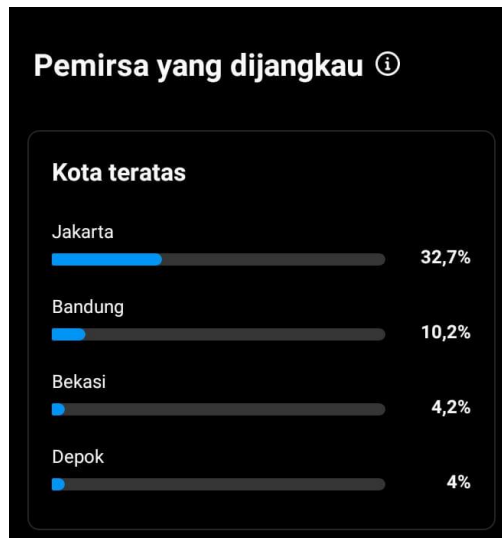 Pemirsa yang dijangkau
Kota teratas
Jakarta
32,7%
Bandung
10,2%
Bekasi
4,2%
Depok
4%